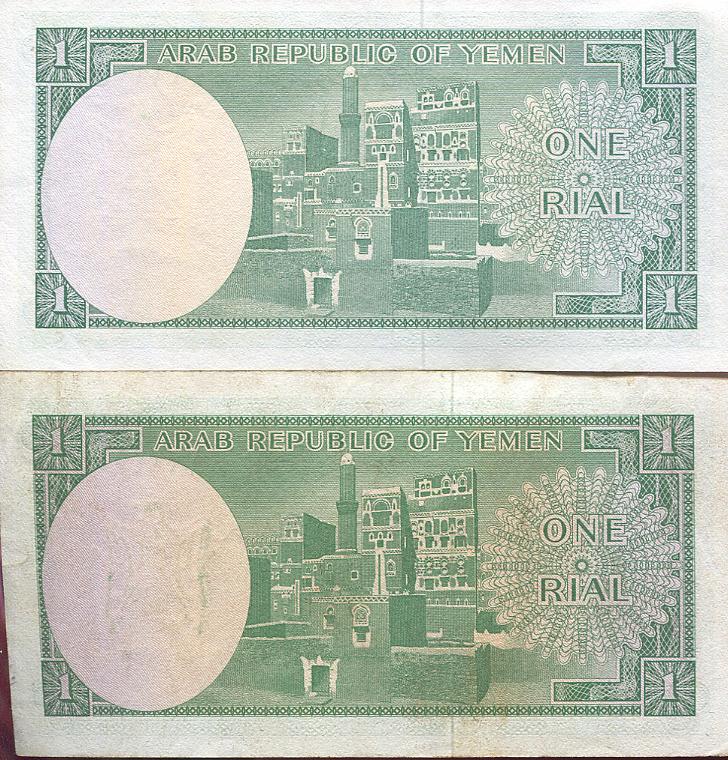 1 ARAB REPUBLIC OF YEMEN 1
ONE
RIAL
1 1
1 ARAB REPUBLIC OF YEMEN 1
ONE
RIAL
1 1